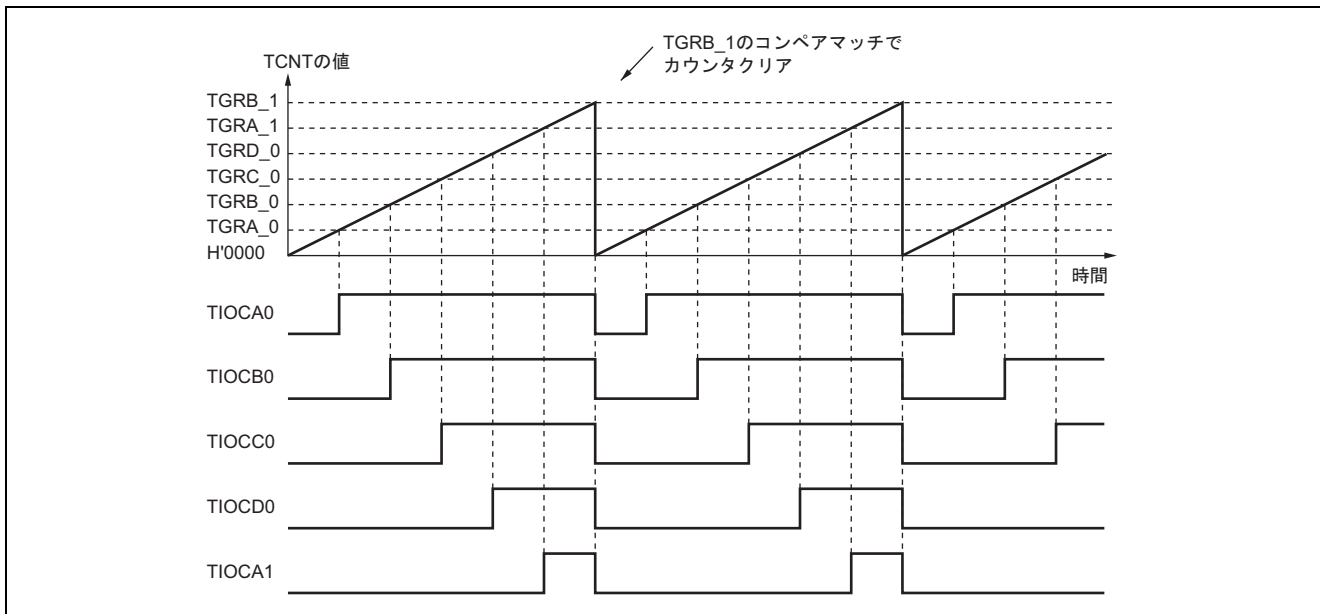 TGRB_1のコンペアマッチで
カウンタクリア
TCNTの値
TGRB_1
TGRA_1
TGRD_0
TGRC_0
TGRB_0
TGRA_0
H'0000
時間
TIOCA0
TIOCB0
TIOCC0
TIOCD0
TIOCA1